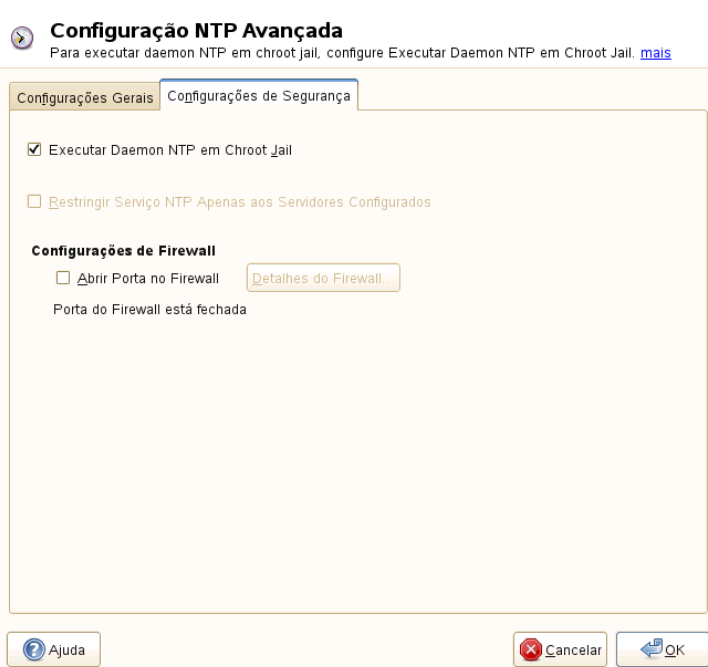 Configuração NTP Avançada
Para executar daemon NTP em chroot jail, configure Executar Daemon NTP em Chroot Jail. mais
Configurações Gerais Configurações de Segurança
Executar Daemon NTP em Chroot Jail
Restringir Serviço NTP Apenas aos Servidores Configurados
Configurações de Firewall
Abrir Porta no Firewall Detalhes do Firewall...
Porta do Firewall está fechada
Ajuda Cancelar OK